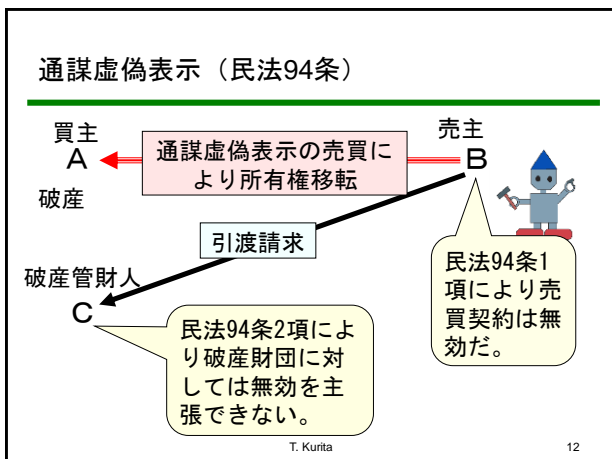 通謀虚偽表示（民法94条）
買主
A
破産
通謀虚偽表示の売買に
より所有権移転
売主
B
引渡請求
民法94条1
項により売
買契約は無
効だ。
破産管財人
C
民法94条2項によ
り破産財団に対
しては無効を主
張できない。
T. Kurita
12